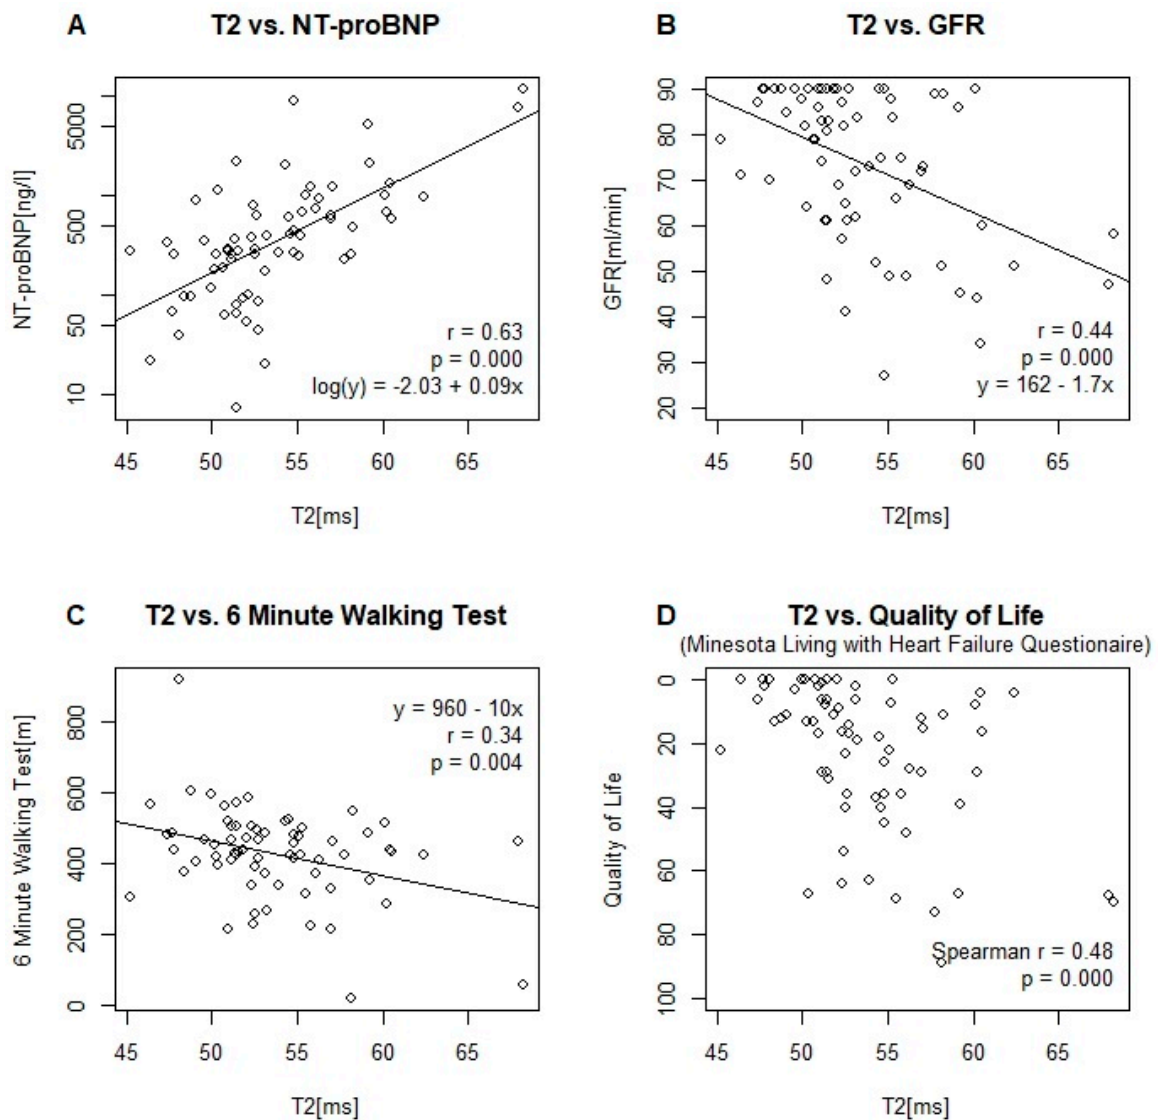 A T2 vs. NT-proBNP
NT-proBNP[ng/l]
5000
500
50
10
r = 0.63
p = 0.000
log(y) = -2.03 + 0.09x
45 50 55 60 65
T2[ms]
B T2 vs. GFR
GFR[ml/min]
90
80
70
60
50
40
30
20
r = 0.44
p = 0.000
y = 162 - 1.7x
45 50 55 60 65
T2[ms]
C T2 vs. 6 Minute Walking Test
6 Minute Walking Test[m]
800
600
400
200
0
y = 960 - 10x
r = 0.34
p = 0.004
45 50 55 60 65
T2[ms]
D T2 vs. Quality of Life
(Minesota Living with Heart Failure Questionaire)
Quality of Life
0
20
40
60
80
100
Spearman r = 0.48
p = 0.000
45 50 55 60 65
T2[ms]